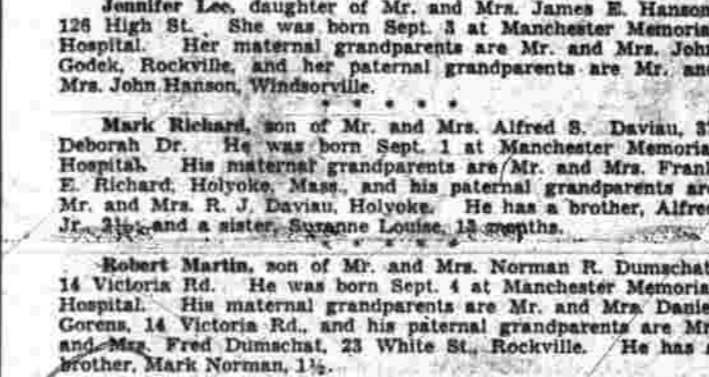 Jennifer Lee, daughter of Mr. and Mrs. James E. Hanson
126 High St. She was born Sept. 3 at Manchester Memoria
Hospital. Her maternal grandparents are Mr. and Mrs. John
Godek, Rockville, and her paternal grandparents are Mr. and
Mrs. John Hanson, Windsorville.
* * * * *
Mark Richard, son of Mr. and Mrs. Alfred S. Daviau, 37
Deborah Dr. He was born Sept. 1 at Manchester Memoria
Hospital. His maternal grandparents are Mr. and Mrs. Frank
E. Richard, Holyoke, Mass., and his paternal grandparents are
Mr. and Mrs. R. J. Daviau, Holyoke. He has a brother, Alfred
Jr., 2½; and a sister, Suzanne Louise, 13 months.
* * * * *
Robert Martin, son of Mr. and Mrs. Norman R. Dumschat
14 Victoria Rd. He was born Sept. 4 at Manchester Memoria
Hospital. His maternal grandparents are Mr. and Mrs. Danie
Gorens, 14 Victoria Rd., and his paternal grandparents are Mr
and Mrs. Fred Dumschat, 23 White St., Rockville. He has a
brother, Mark Norman, 1½.